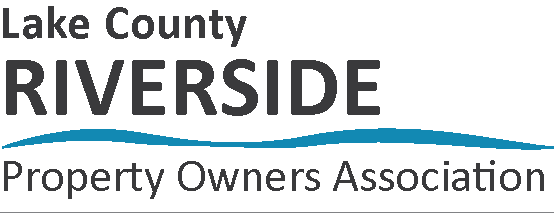 Lake County
RIVERSIDE
Property Owners Association